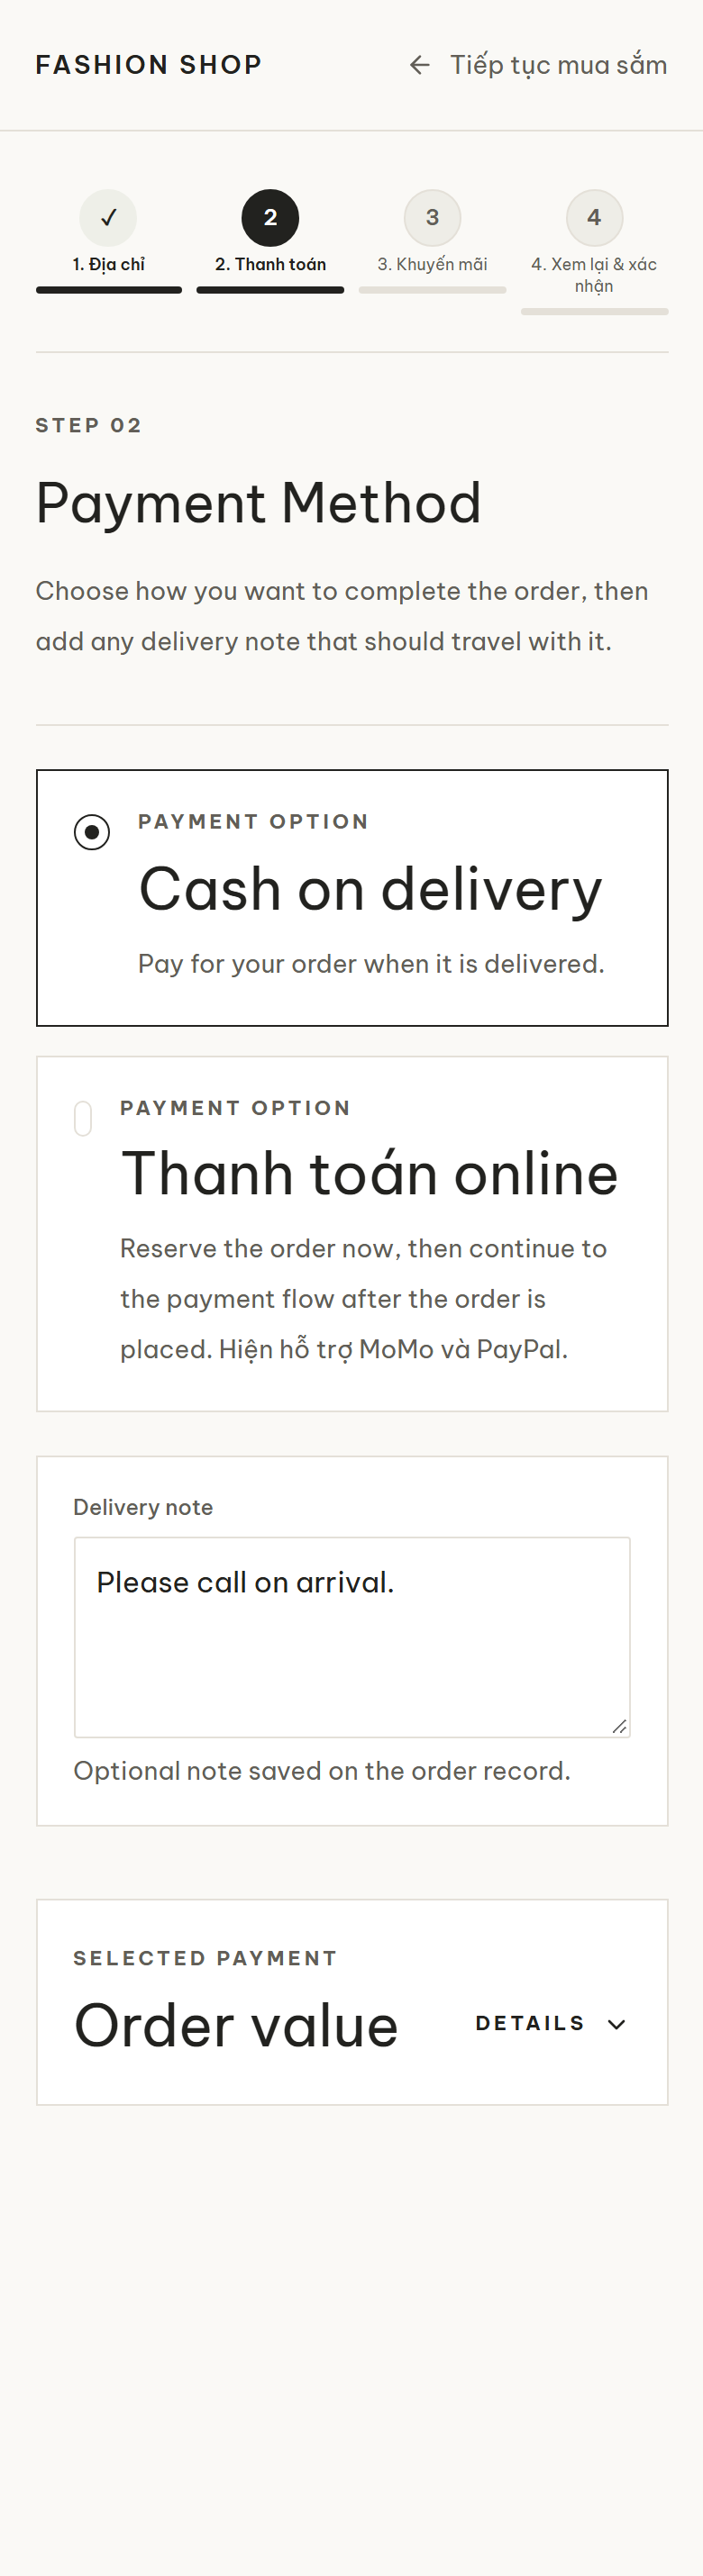 FASHION SHOP
← Tiếp tục mua sắm
✓
2
3
4
1. Địa chỉ
2. Thanh toán
3. Khuyến mãi
4. Xem lại & xác
nhận
STEP 02
Payment Method
Choose how you want to complete the order, then
add any delivery note that should travel with it.
PAYMENT OPTION
Cash on delivery
Pay for your order when it is delivered.
PAYMENT OPTION
Thanh toán online
Reserve the order now, then continue to
the payment flow after the order is
placed. Hiện hỗ trợ MoMo và PayPal.
Delivery note
Please call on arrival.
Optional note saved on the order record.
SELECTED PAYMENT
Order value
DETAILS